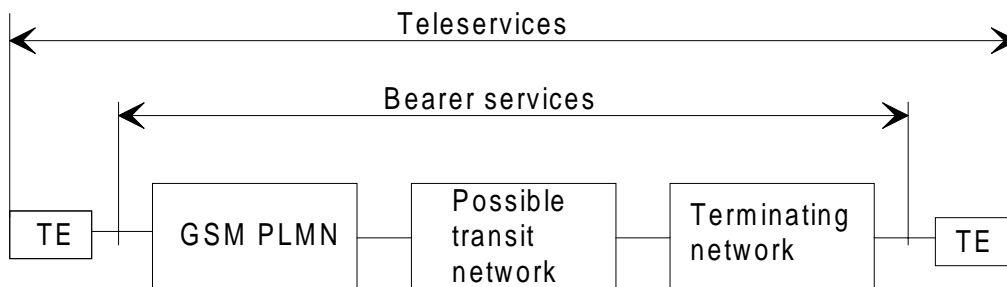 Teleservices
Bearer services
TE
GSM PLMN
Possible
transit
network
Terminating
network
TE